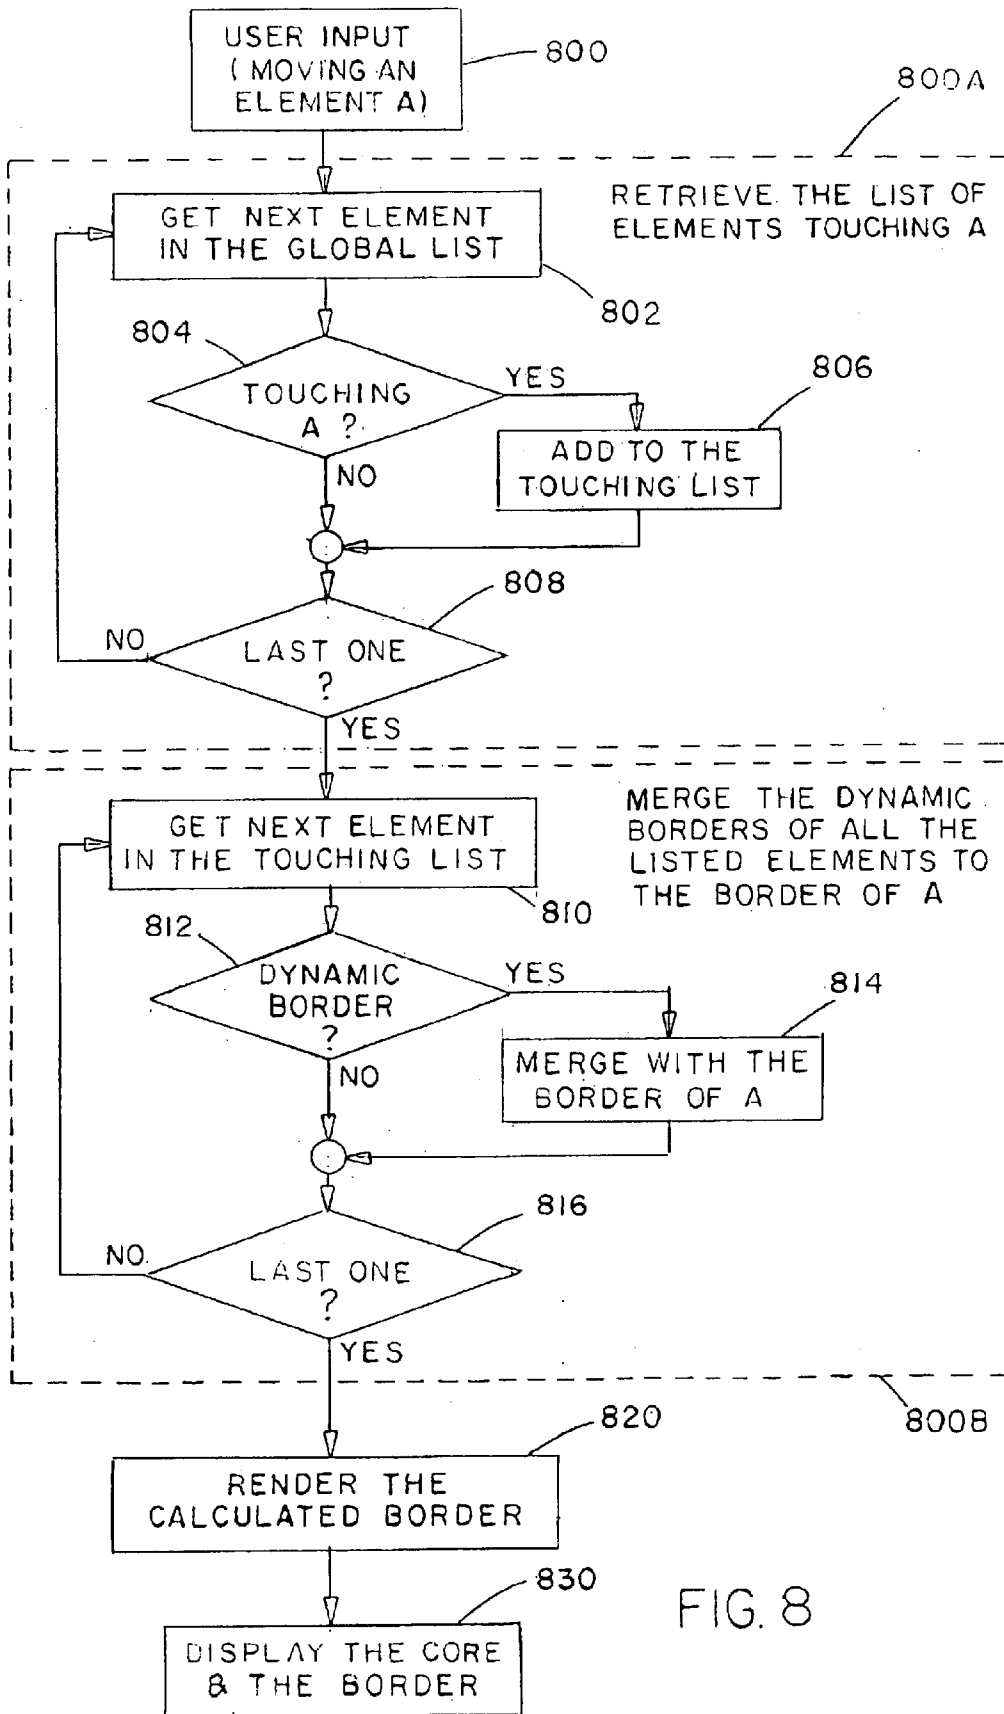 USER INPUT
( MOVING AN
ELEMENT A)
800
800A
RETRIEVE THE LIST OF
ELEMENTS TOUCHING A
GET NEXT ELEMENT
IN THE GLOBAL LIST
802
804
TOUCHING
A ?
YES
806
ADD TO THE
TOUCHING LIST
NO
808
LAST ONE
?
NO
YES
MERGE THE DYNAMIC
BORDERS OF ALL THE
LISTED ELEMENTS TO
THE BORDER OF A
GET NEXT ELEMENT
IN THE TOUCHING LIST
810
812
DYNAMIC
BORDER
?
YES
814
MERGE WITH THE
BORDER OF A
NO
816
LAST ONE
?
NO
YES
800B
820
RENDER THE
CALCULATED BORDER
830
DISPLAY THE CORE
& THE BORDER
FIG. 8